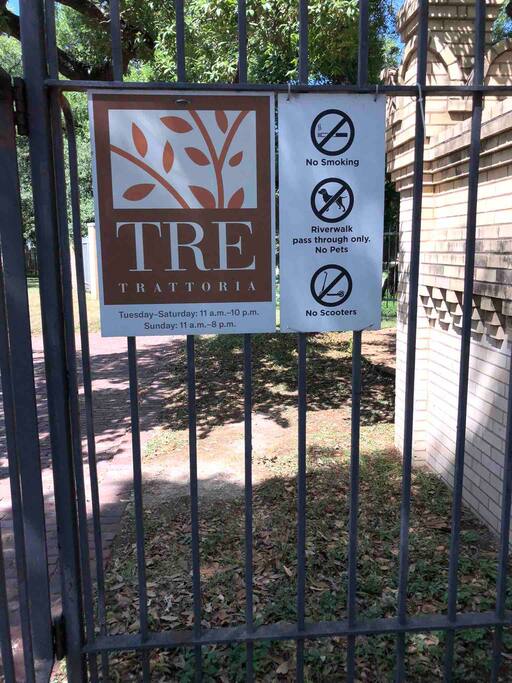 TRE
TRATTORIA
Tuesday–Saturday: 11 a.m.–10 p.m.
Sunday: 11 a.m.–8 p.m.
No Smoking
Riverwalk
pass through only.
No Pets
No Scooters